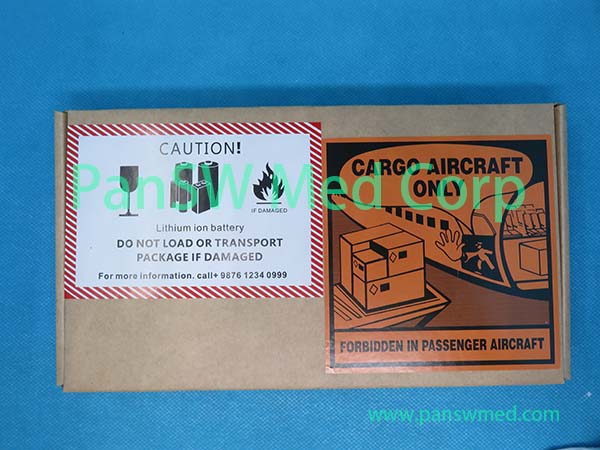 CAUTION!
IF DAMAGED
Lithium ion battery
DO NOT LOAD OR TRANSPORT
PACKAGE IF DAMAGED
For more information. call+ 9876 1234 0999
CARGO AIRCRAFT
ONLY
FORBIDDEN IN PASSENGER AIRCRAFT
PanSW Med Corp
www.panswmed.com